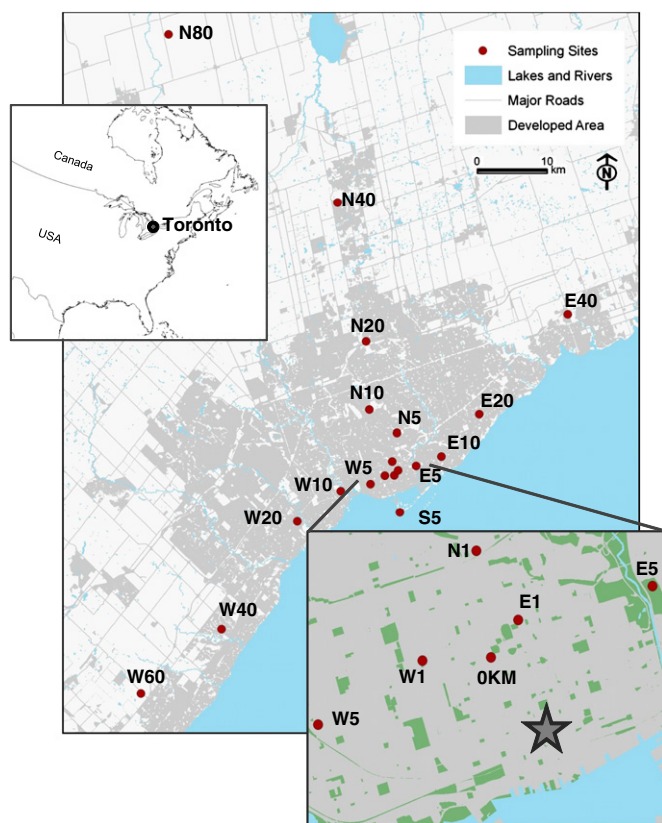 N80
Sampling Sites
Lakes and Rivers
Major Roads
Developed Area
0 10
km
N
Canada
USA
Toronto
N40
E40
N20
N10
E20
N5
E10
W5
E5
W10
S5
W20
N1
E5
E1
W40
W1
0KM
W60
W5